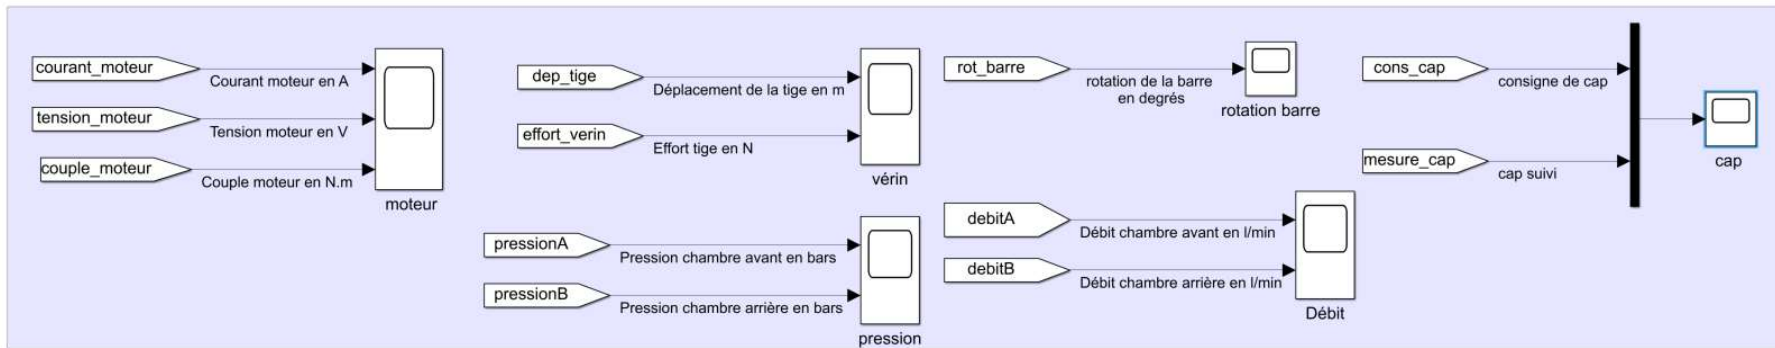 courant_moteur
Courant moteur en A
tension_moteur
Tension moteur en V
couple_moteur
Couple moteur en N.m
moteur
dep_tige
Déplacement de la tige en m
effort_verin
Effort tige en N
vérin
pressionA
Pression chambre avant en bars
pressionB
Pression chambre arrière en bars
pression
rot_barre
rotation de la barre
en degrés
rotation barre
debitA
Débit chambre avant en l/min
debitB
Débit chambre arrière en l/min
Débit
cons_cap
consigne de cap
mesure_cap
cap suivi
cap